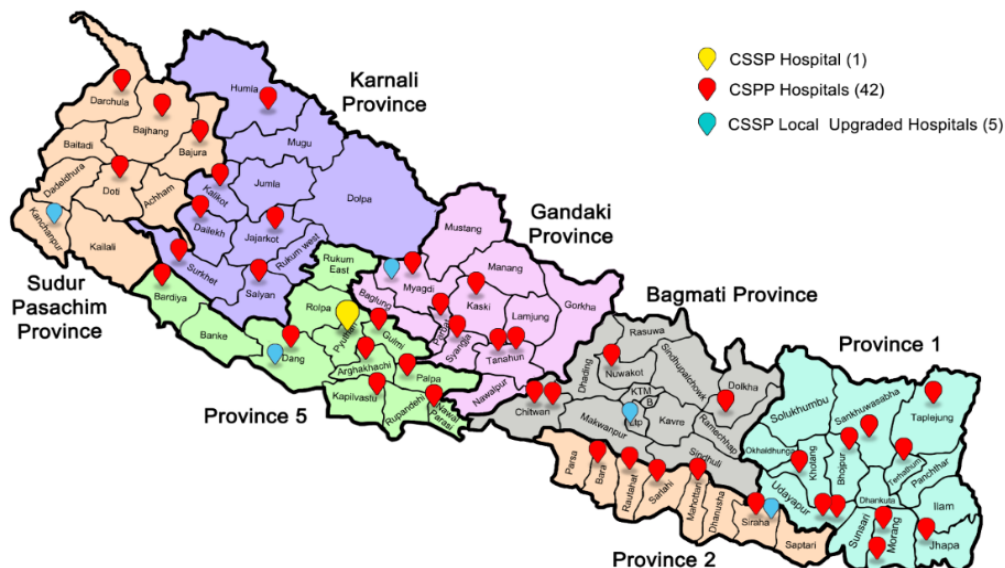 CSSP Hospital (1)
CSPP Hospitals (42)
CSSP Local Upgraded Hospitals (5)
Karnali
Province
Humla
Darchula
Bajhang
Mugu
Baitadi
Bajura
Dadeldhura
Doti
Achham
Kalikot
Jumla
Dolpa
Kanchanpur
Kailali
Dailekh
Jajarkot
Rukum west
Surkhet
Salyan
Sudur
Pasachim
Province
Gandaki
Province
Mustang
Manang
Myagdi
Kaski
Gorkha
Lamjung
Baglung
Syangja
Tanahun
Nawalpur
Rukum
East
Rolpa
Bardiya
Banke
Dang
Pyuthan
Gulmi
Arghakhachi
Palpa
Kapilvastu
Rupandehi
Nawal
Parasi
Province 5
Bagmati Province
Rasuwa
Nuwakot
Sindhupalchowk
Dhading
Dolkha
KTM
B
Kavre
Ramechhap
Chitwan
Makwanpur
Sindhuli
Province 1
Taplejung
Solukhumbu
Sankhuwasabha
Okhaldhunga
Khotang
Bhojpur
Terhathum
Panchthar
Udayapur
Dhankuta
Ilam
Sunsari
Morang
Jhapa
Parsa
Bara
Rautahat
Sarlahi
Mahottari
Dhanusha
Siraha
Saptari
Province 2